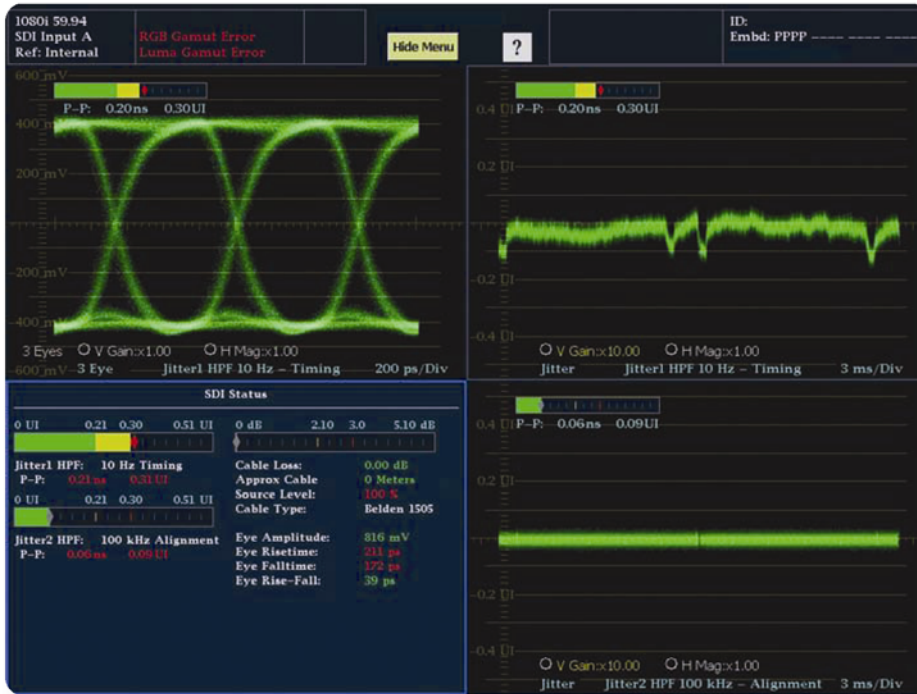 1080i 59.94
SDI Input A
Ref: Internal
RGB Gamut Error
Luma Gamut Error
Hide Menu
?
ID:
Embd: PPPP ---- ---- ----
600 mV
P-P: 0.20ns 0.30UI
400 mV
200 mV
-200 mV
-400 mV
3 Eyes V Gain:x1.00 H Mag:x1.00
-600 mV 3 Eye Jitter1 HPF 10 Hz - Timing 200 ps/Div
P-P: 0.20ns 0.30UI
0.4 UI
0.2 UI
-0.2 UI
-0.4 UI
V Gain:x10.00 H Mag:x1.00
Jitter Jitter1 HPF 10 Hz - Timing 3 ms/Div
SDI Status
0 UI 0.21 0.30 0.51 UI
Jitter1 HPF: 10 Hz Timing
P-P: 0.21ns 0.31UI
0 UI 0.21 0.30 0.51 UI
Jitter2 HPF: 100 kHz Alignment
P-P: 0.06ns 0.09UI
0 dB 2.10 3.0 5.10 dB
Cable Loss: 0.00 dB
Approx Cable 0 Meters
Source Level: 100 %
Cable Type: Belden 1505
Eye Amplitude: 816 mV
Eye Risetime: 211 ps
Eye Falltime: 172 ps
Eye Rise-Fall: 39 ps
P-P: 0.06ns 0.09UI
0.4 UI
0.2 UI
-0.2 UI
-0.4 UI
V Gain:x10.00 H Mag:x1.00
Jitter Jitter2 HPF 100 kHz - Alignment 3 ms/Div